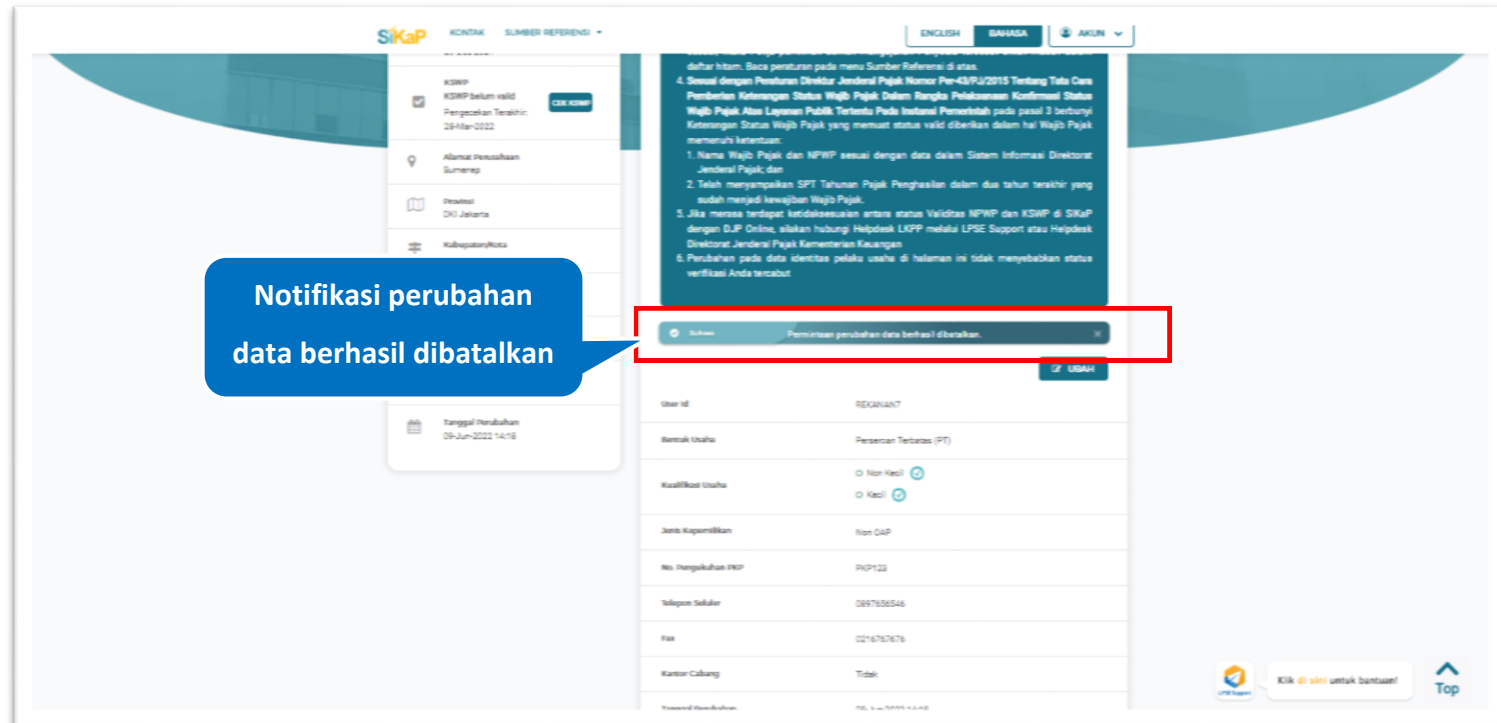 SiKaP KONTAK SUMBER REFERENSI ENGLISH BAHASA AKUN
KSWP
KSWP belum valid
Pengecekan Terakhir:
28-Mar-2022
CEK KSWP
Alamat Perusahaan
Sumenep
Provinsi
DKI Jakarta
Kabupaten/Kota
Tanggal Perubahan
09-Jun-2022 14:18
daftar hitam. Baca peraturan pada menu Sumber Referensi di atas.
4. Sesuai dengan Peraturan Direktur Jenderal Pajak Nomor Per-43/PJ/2015 Tentang Tata Cara
Pemberian Keterangan Status Wajib Pajak Dalam Rangka Pelaksanaan Konfirmasi Status
Wajib Pajak Atas Layanan Publik Tertentu Pada Instansi Pemerintah pada pasal 3 berbunyi
Keterangan Status Wajib Pajak yang memuat status valid diberikan dalam hal Wajib Pajak
memenuhi ketentuan:
1. Nama Wajib Pajak dan NPWP sesuai dengan data dalam Sistem Informasi Direktorat
Jenderal Pajak; dan
2. Telah menyampaikan SPT Tahunan Pajak Penghasilan dalam dua tahun terakhir yang
sudah menjadi kewajiban Wajib Pajak.
5. Jika merasa terdapat ketidaksesuaian antara status Validitas NPWP dan KSWP di SIKaP
dengan DJP Online, silakan hubungi Helpdesk LKPP melalui LPSE Support atau Helpdesk
Direktorat Jenderal Pajak Kementerian Keuangan
6. Perubahan pada data identitas pelaku usaha di halaman ini tidak menyebabkan status
verifikasi Anda tercabut
Notifikasi perubahan
data berhasil dibatalkan
Sukses Permintaan perubahan data berhasil dibatalkan.
UBAH
User Id REKANAN7
Bentuk Usaha Perseroan Terbatas (PT)
Kualifikasi Usaha
Non Kecil
Kecil
Jenis Kepemilikan Non OAP
No. Pengukuhan PKP PKP123
Telepon Seluler 0897656546
Fax 0216767676
Kantor Cabang Tidak
Tanggal Perubahan 09-Jun-2022 14:18
LPSE Support
Klik di sini untuk bantuan!
Top